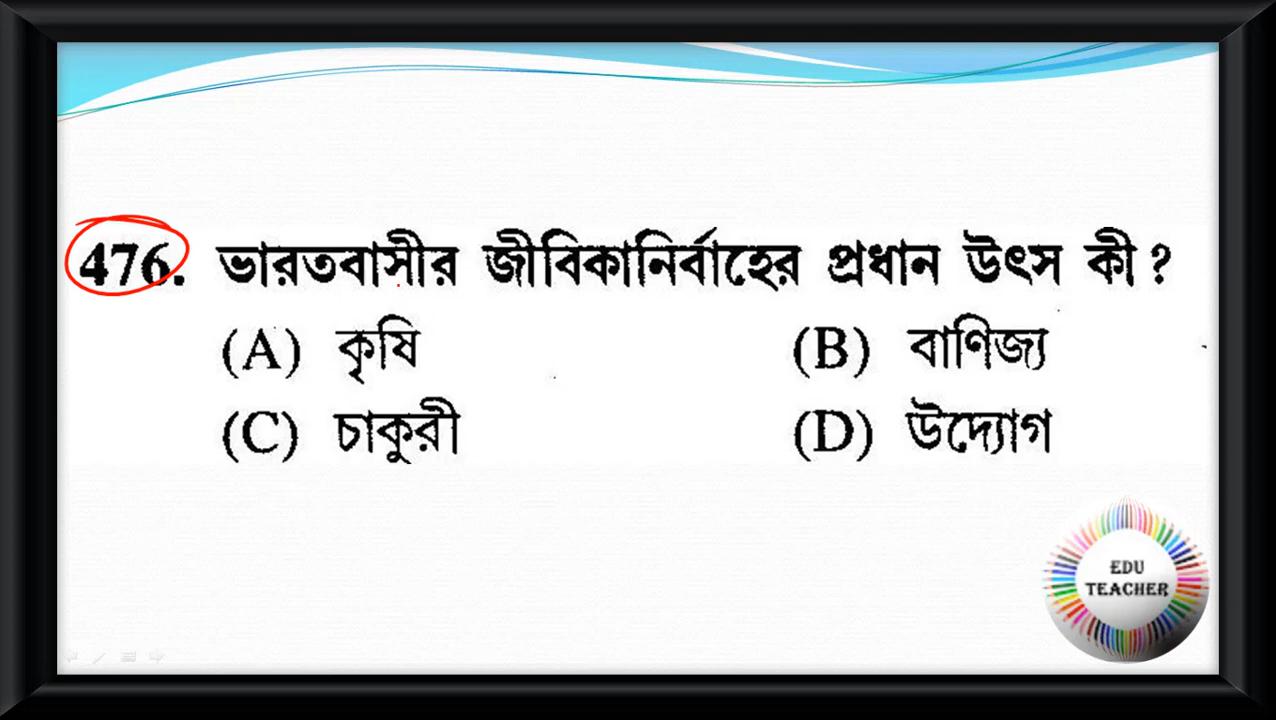 476. ভারতবাসীর জীবিকানির্বাহের প্রধান উৎস কী?
(A) কৃষি (B) বাণিজ্য
(C) চাকুরী (D) উদ্যোগ
EDU
TEACHER